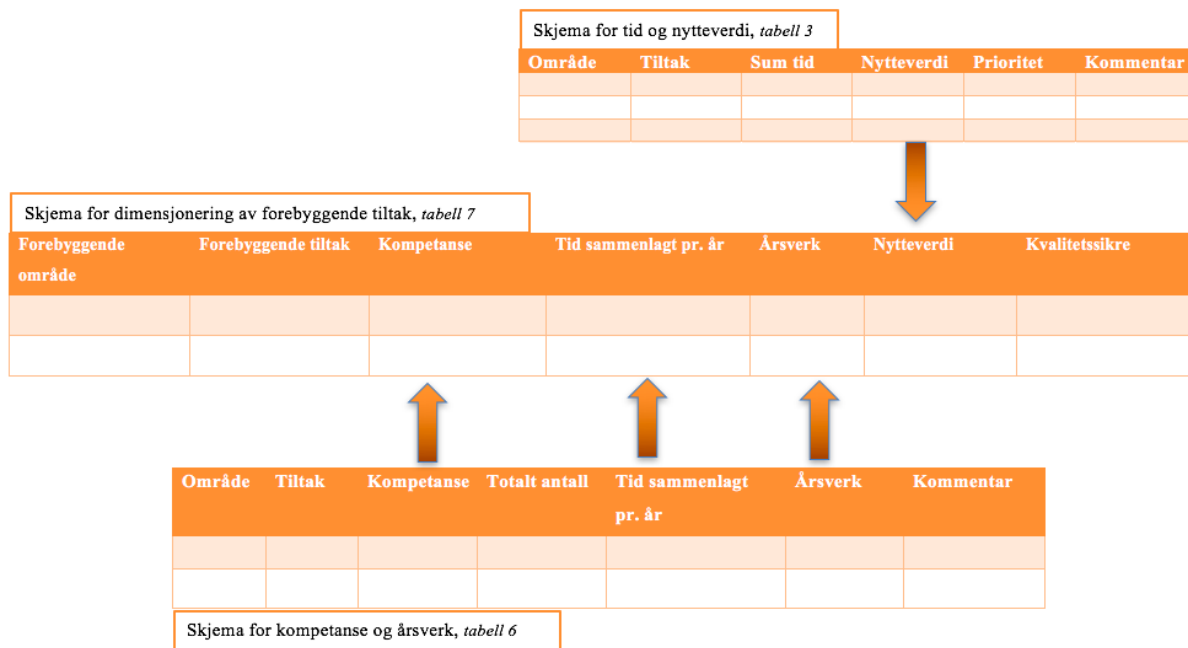 Skjema for tid og nytteverdi, tabell 3
Område Tiltak Sum tid Nytteverdi Prioritet Kommentar
Skjema for dimensjonering av forebyggende tiltak, tabell 7
Forebyggende område Forebyggende tiltak Kompetanse Tid sammenlagt pr. år Årsverk Nytteverdi Kvalitetssikre
Område Tiltak Kompetanse Totalt antall Tid sammenlagt pr. år Årsverk Kommentar
Skjema for kompetanse og årsverk, tabell 6